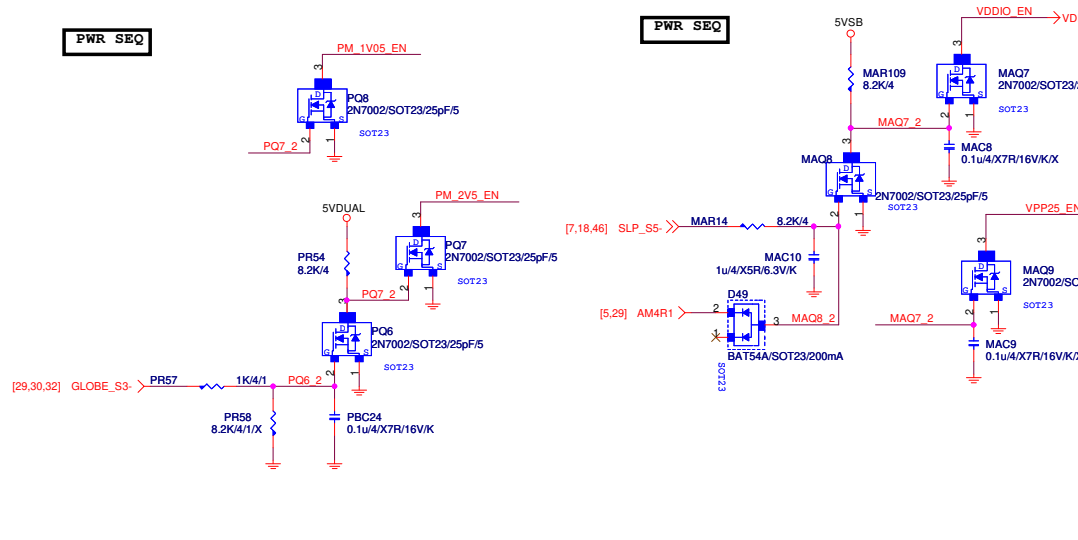 PWR SEQ
PM_1V05_EN
3
D
PQ8
2N7002/SOT23/25pF/5
G
S
SOT23
2
1
PQ7_2
PM_2V5_EN
5VDUAL
3
D
PQ7
2N7002/SOT23/25pF/5
G
S
SOT23
2
1
PR54
8.2K/4
PQ7_2
3
D
PQ6
2N7002/SOT23/25pF/5
G
S
SOT23
2
1
[29,30,32] GLOBE_S3-
PR57
1K/4/1
PQ6_2
PR58
8.2K/4/1/X
PBC24
0.1u/4/X7R/16V/K
PWR SEQ
5VSB
VDDIO_EN
VD
3
D
MAQ7
2N7002/SOT23/
G
S
SOT23
2
1
MAR109
8.2K/4
MAQ7_2
MAC8
0.1u/4/X7R/16V/K/X
3
MAQ8
D
G
S
2N7002/SOT23/25pF/5
SOT23
2
1
[7,18,46] SLP_S5-
MAR14
8.2K/4
MAC10
1u/4/X5R/6.3V/K
VPP25_EN
3
D
MAQ9
2N7002/SO
G
S
SOT23
2
1
D49
[5,29] AM4R1
2
1
3
MAQ8_2
BAT54A/SOT23/200mA
SOT23
MAQ7_2
MAC9
0.1u/4/X7R/16V/K/